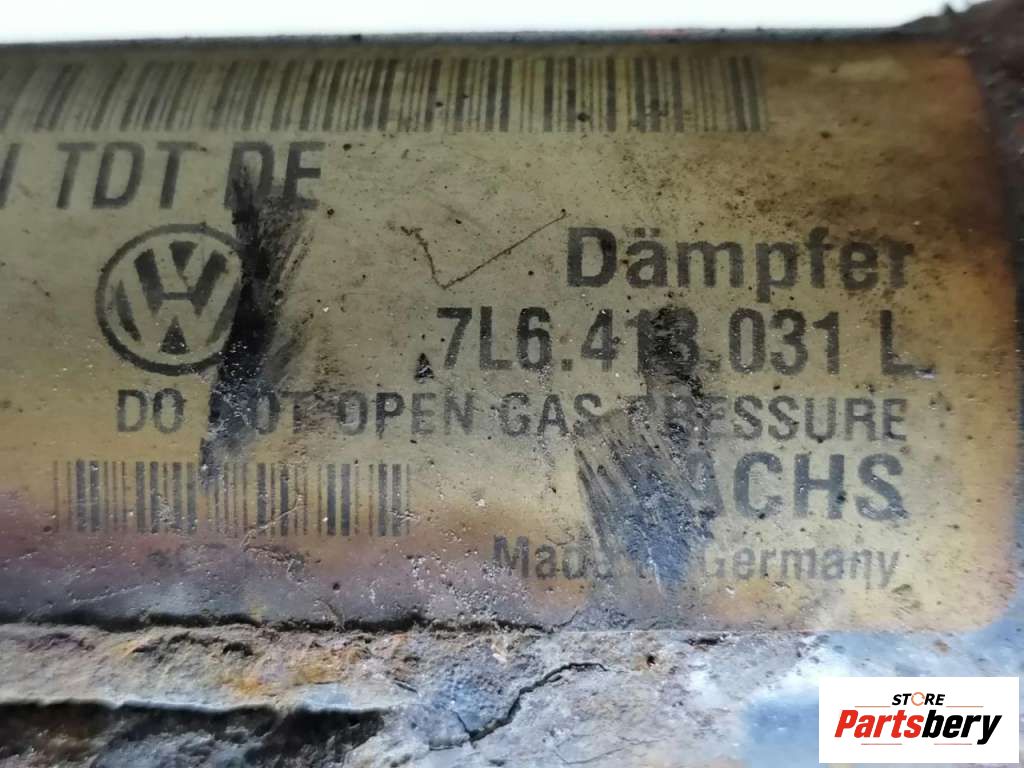 TDT DE
Dämpfer
7L6.413.031 L
DO NOT OPEN GAS PRESSURE
SACHS
Made in Germany
STORE
Partsbery